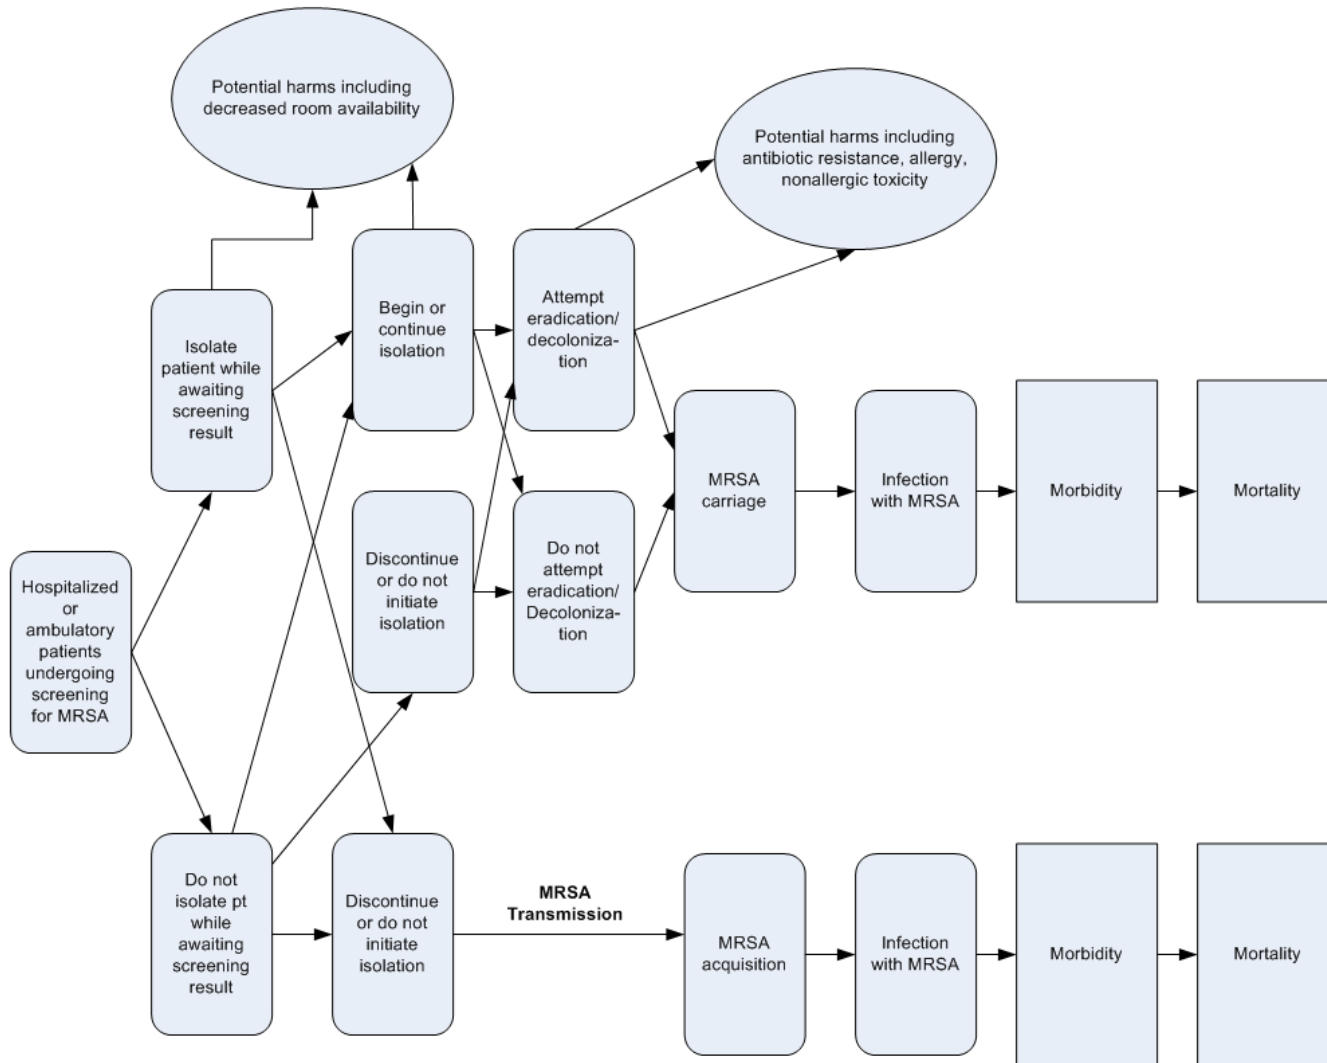 Potential harms including
decreased room availability
Potential harms including
antibiotic resistance, allergy,
nonallergic toxicity
Isolate
patient while
awaiting
screening
result
Begin or
continue
isolation
Attempt
eradication/
decoloniza-
tion
Hospitalized
or
ambulatory
patients
undergoing
screening
for MRSA
Discontinue
or do not
initiate
isolation
Do not
attempt
eradication/
Decoloniza-
tion
MRSA
carriage
Infection
with MRSA
Morbidity
Mortality
Do not
isolate pt
while
awaiting
screening
result
Discontinue
or do not
initiate
isolation
MRSA
Transmission
MRSA
acquisition
Infection
with MRSA
Morbidity
Mortality